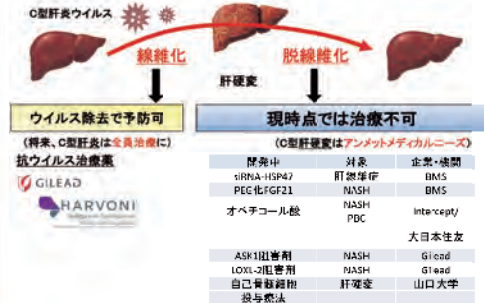 C型肝炎ウイルス
線維化
脱線維化
肝硬変
ウイルス除去で予防可
現時点では治療不可
(将来、C型肝炎は全員治療に)
(C型肝硬変はアンメットメディカルニーズ)
抗ウイルス治療薬
GILEAD
HARVONI
開発中 対象 企業・機関
siRNA-HSP47 肝線維症 BMS
PEG化FGF21 NASH BMS
オベチコール酸 NASH PBC Intercept/
大日本住友
ASK1阻害剤 NASH Gilead
LOXL-2阻害剤 NASH Gilead
自己骨髄細胞 肝硬変 山口大学
投与療法